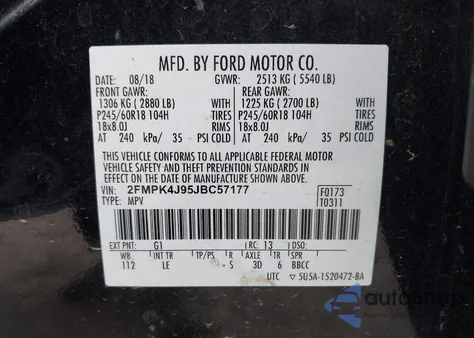 MFD. BY FORD MOTOR CO.
DATE: 08/18 GVWR: 2513 KG ( 5540 LB)
FRONT GAWR: REAR GAWR:
1306 KG ( 2880 LB) 1225 KG ( 2700 LB)
P245/60R18 104H TIRES P245/60R18 104H TIRES
18x8.0J RIMS 18x8.0J RIMS
AT 240 kPa/ 35 PSI COLD AT 240 kPa/ 35 PSI COLD
THIS VEHICLE CONFORMS TO ALL APPLICABLE FEDERAL MOTOR
VEHICLE SAFETY AND THEFT PREVENTION STANDARDS IN EFFECT
ON THE DATE OF MANUFACTURE SHOWN ABOVE.
VIN: 2FMPK4J95JBC57177 F0173
TYPE: MPV T0311
EXT PNT: G1 RC: 13 DSO:
WB INT TR TP/PS R AXLE TR SPR
112 LE - S 3D 6 BBCC
UTC ▽ 5U5A-1520472-BA